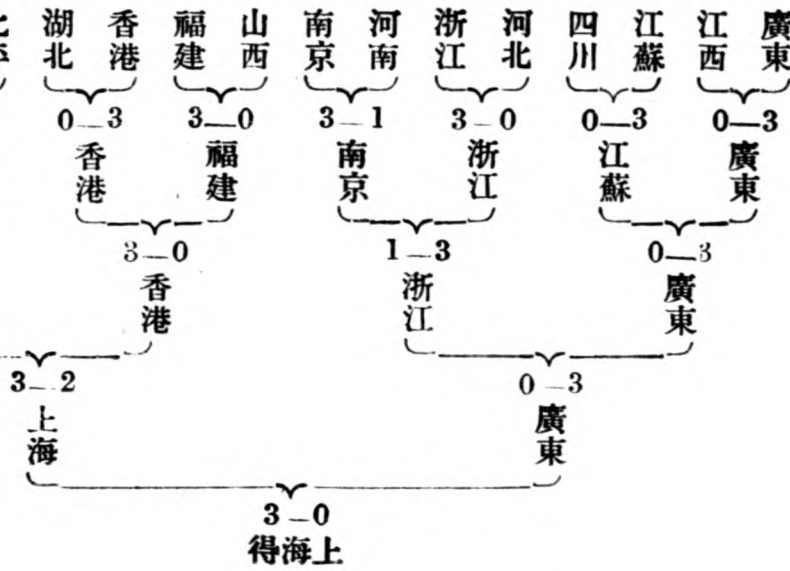 湖北 香港 福建 山西 南京 河南 浙江 河北 四川 江蘇 江西 廣東
0—3 3—0 3—1 3—0 0—3 0—3
香港 福建 南京 浙江 江蘇 廣東
3—0 1—3 0—3
香港 浙江 廣東
3—2 0—3
上海 廣東
3—0
得海上